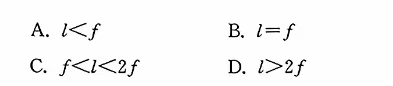 A. l<f B. l=f
C. f<l<2f D. l>2f